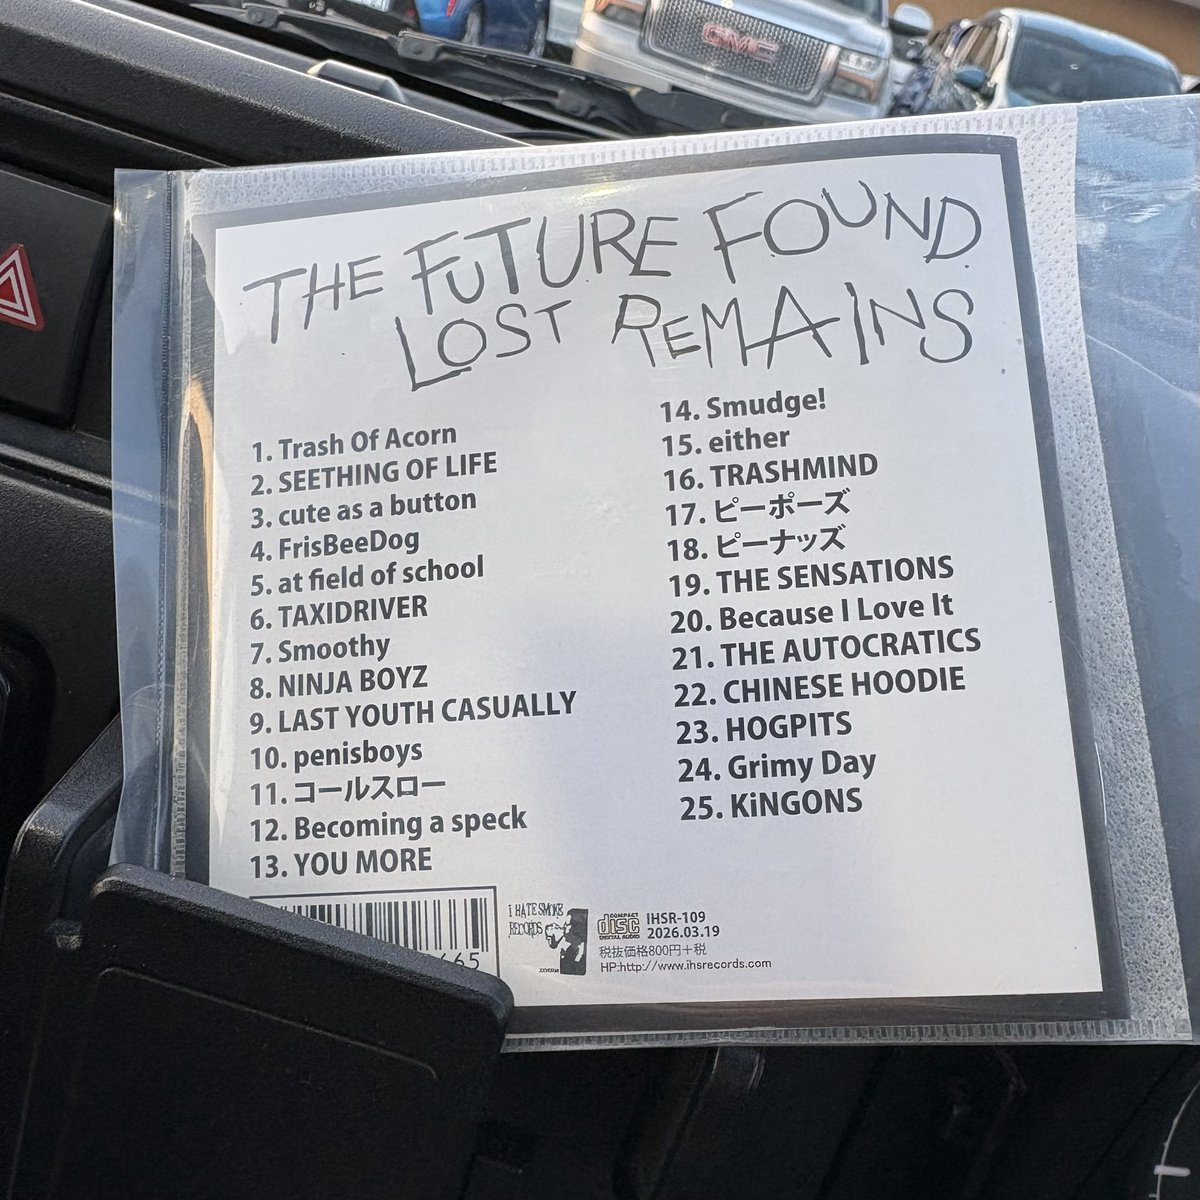 GMC
THE FUTURE FOUND
LOST REMAINS
1. Trash Of Acorn
2. SEETHING OF LIFE
3. cute as a button
4. FrisBeeDog
5. at field of school
6. TAXIDRIVER
7. Smoothy
8. NINJA BOYZ
9. LAST YOUTH CASUALLY
10. penisboys
11. コールスロー
12. Becoming a speck
13. YOU MORE
14. Smudge!
15. either
16. TRASHMIND
17. ピーポーズ
18. ピーナッズ
19. THE SENSATIONS
20. Because I Love It
21. THE AUTOCRATICS
22. CHINESE HOODIE
23. HOGPITS
24. Grimy Day
25. KiNGONS
I HATE SMOKE
RECORDS
COMPACT
disc
DIGITAL AUDIO
IHSR-109
2026.03.19
税抜価格800円＋税
HP:http://www.ihsrecords.com